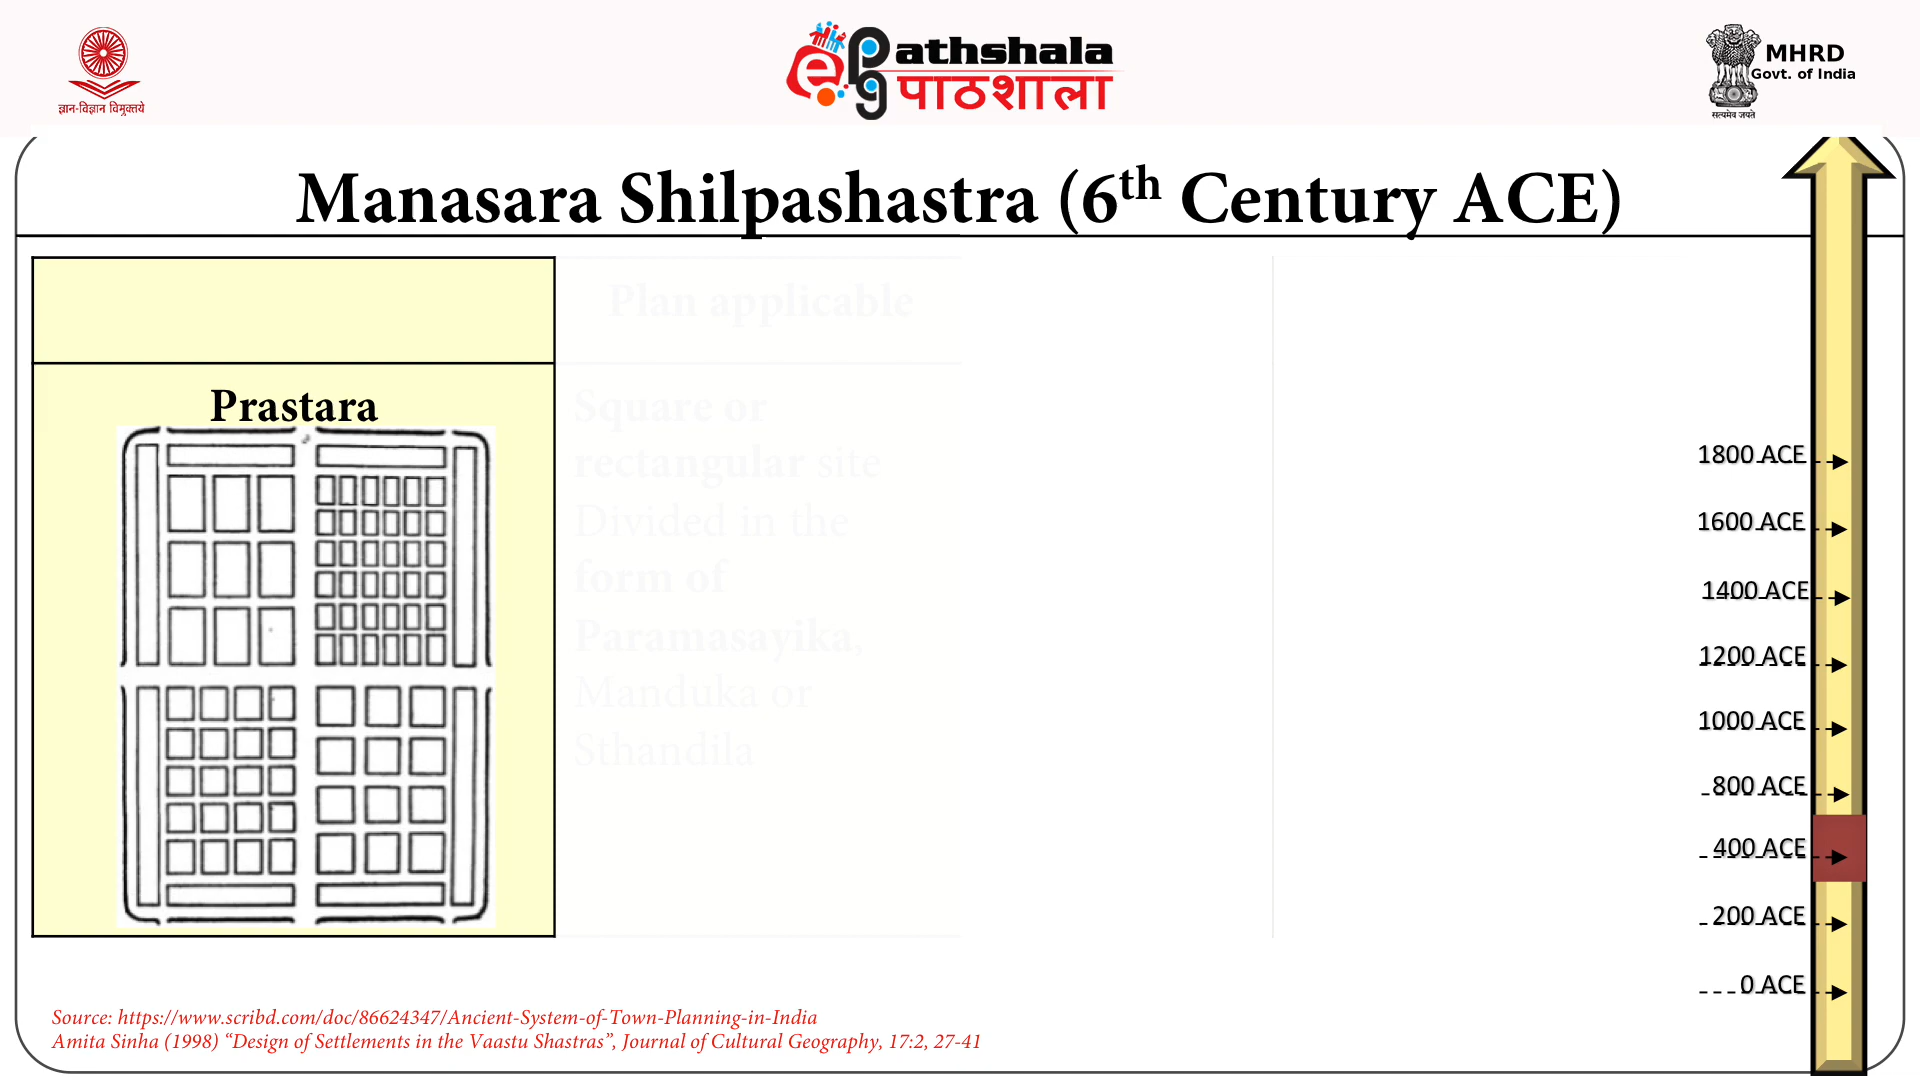 ज्ञान-विज्ञान विमुक्तये
e pg athshala
पाठशाला
MHRD
Govt. of India
सत्यमेव जयते
Manasara Shilpashastra (6th Century ACE)
Plan applicable
Prastara
Square or
rectangular site
Divided in the
form of
Paramasayika,
Manduka or
Sthandila
1800 ACE
1600 ACE
1400 ACE
1200 ACE
1000 ACE
800 ACE
400 ACE
200 ACE
0 ACE
Source: https://www.scribd.com/doc/86624347/Ancient-System-of-Town-Planning-in-India
Amita Sinha (1998) “Design of Settlements in the Vaastu Shastras”, Journal of Cultural Geography, 17:2, 27-41